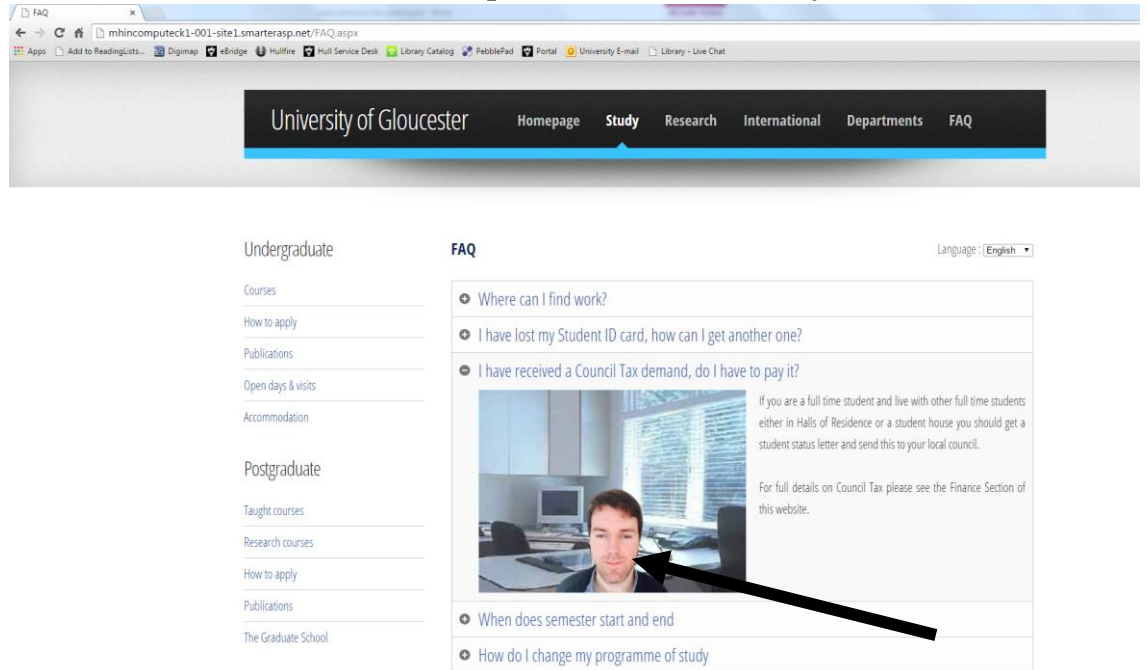 FAQ
mhincomputeck1-001-site1.smarterasp.net/FAQ.aspx
Apps Add to ReadingLists... Digimap eBridge Hullfire Hull Service Desk Library Catalog PebblePad Portal University E-mail Library - Live Chat
University of Gloucester Homepage Study Research International Departments FAQ
Undergraduate
Courses
How to apply
Publications
Open days & visits
Accommodation
Postgraduate
Taught courses
Research courses
How to apply
Publications
The Graduate School
FAQ
Language : English
Where can I find work?
I have lost my Student ID card, how can I get another one?
I have received a Council Tax demand, do I have to pay it?
If you are a full time student and live with other full time students
either in Halls of Residence or a student house you should get a
student status letter and send this to your local council.
For full details on Council Tax please see the Finance Section of
this website.
When does semester start and end
How do I change my programme of study